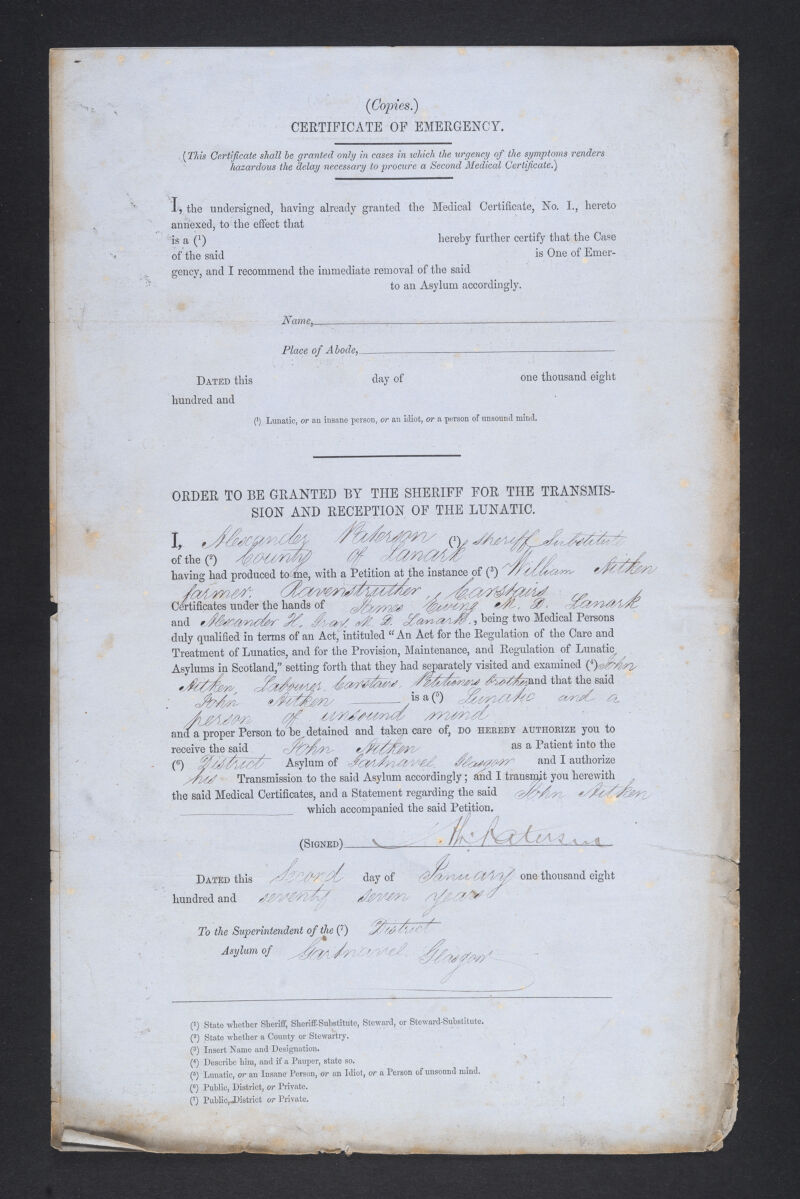 (Copies.)
CERTIFICATE OF EMERGENCY.
(This Certificate shall be granted only in cases in which the urgency of the symptoms renders
hazardous the delay necessary to procure a Second Medical Certificate.)
I, the undersigned, having already granted the Medical Certificate, No. I., hereto
annexed, to the effect that
is a (¹) hereby further certify that the Case
of the said is One of Emer-
gency, and I recommend the immediate removal of the said
to an Asylum accordingly.
Name,
Place of Abode,
DATED this day of one thousand eight
hundred and
(¹) Lunatic, or an insane person, or an idiot, or a person of unsound mind.
ORDER TO BE GRANTED BY THE SHERIFF FOR THE TRANSMIS-
SION AND RECEPTION OF THE LUNATIC.
I, Alexander Paterson (¹) Sheriff Substitute
of the (²) County of Lanark
having had produced to me, with a Petition at the instance of (³) William Aitken
farmer. Ravenstruther, Carstairs
Certificates under the hands of James Ewing M. D. Lanark
and Alexander H. Gray M. D. Lanark, being two Medical Persons
duly qualified in terms of an Act, intituled "An Act for the Regulation of the Care and
Treatment of Lunatics, and for the Provision, Maintenance, and Regulation of Lunatic
Asylums in Scotland," setting forth that they had separately visited and examined (⁴) John
Aitken, Labourer, Carstairs, Petitioners brother and that the said
John Aitken is a (⁵) Lunatic and a
person of unsound mind
and a proper Person to be detained and taken care of, DO HEREBY AUTHORIZE you to
receive the said John Aitken as a Patient into the
(⁶) District Asylum of Gartnavel Glasgow and I authorize
his Transmission to the said Asylum accordingly; and I transmit you herewith
the said Medical Certificates, and a Statement regarding the said John Aitken
which accompanied the said Petition.
(SIGNED) Alx. Paterson
DATED this Second day of January one thousand eight
hundred and seventy seven years
To the Superintendent of the (⁷) District
Asylum of Gartnavel Glasgow
(¹) State whether Sheriff, Sheriff-Substitute, Steward, or Steward-Substitute.
(²) State whether a County or Stewartry.
(³) Insert Name and Designation.
(⁴) Describe him, and if a Pauper, state so.
(⁵) Lunatic, or an Insane Person, or an Idiot, or a Person of unsound mind.
(⁶) Public, District, or Private.
(⁷) Public, District or Private.